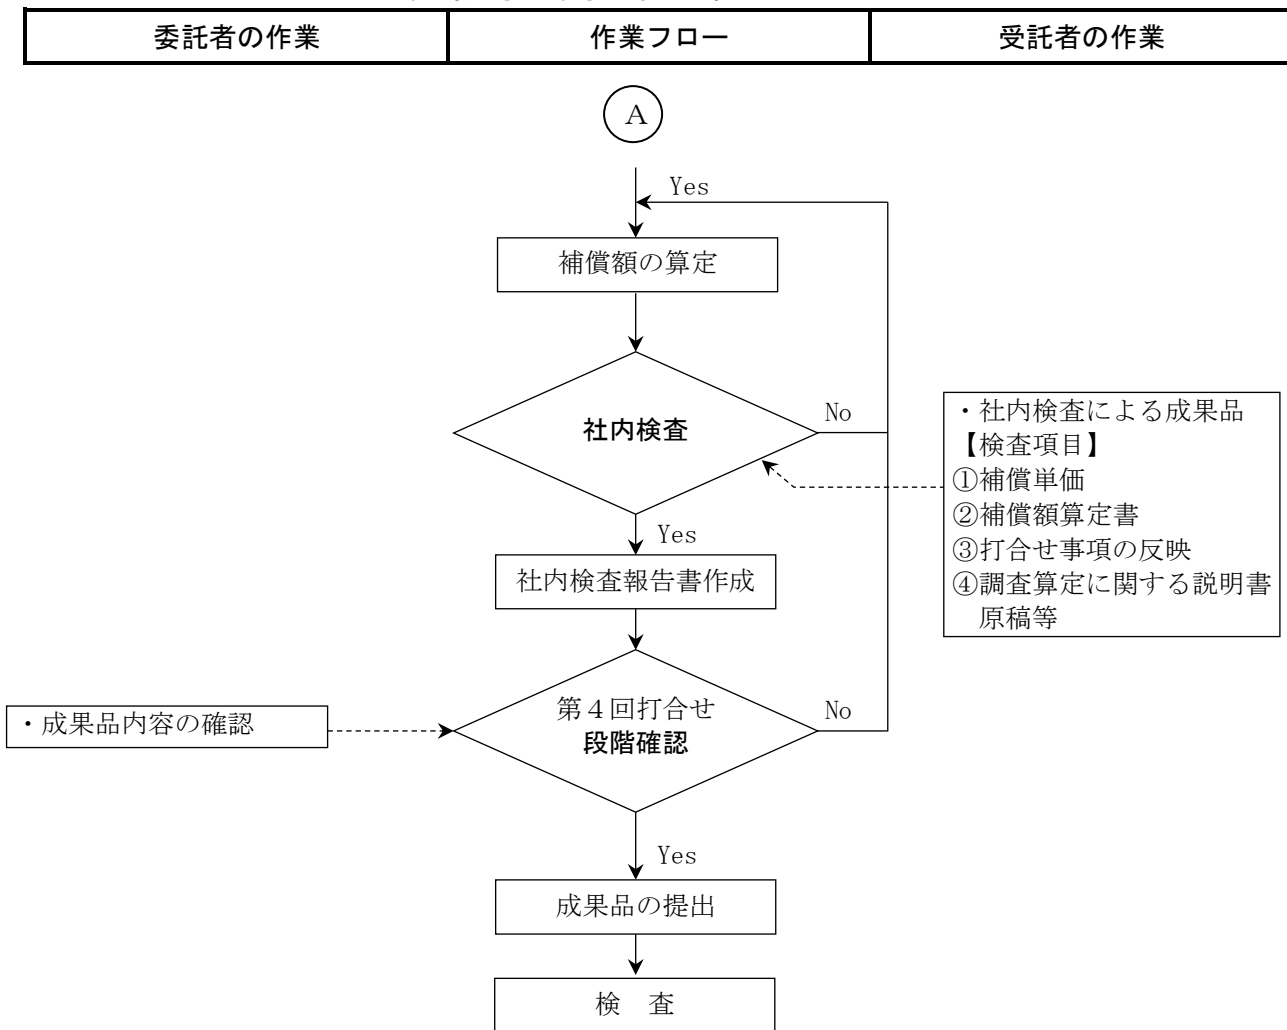 委託者の作業
作業フロー
受託者の作業
A
Yes
補償額の算定
社内検査
No
・社内検査による成果品
【検査項目】
①補償単価
②補償額算定書
③打合せ事項の反映
④調査算定に関する説明書
原稿等
Yes
社内検査報告書作成
・成果品内容の確認
第４回打合せ
段階確認
No
Yes
成果品の提出
検　査